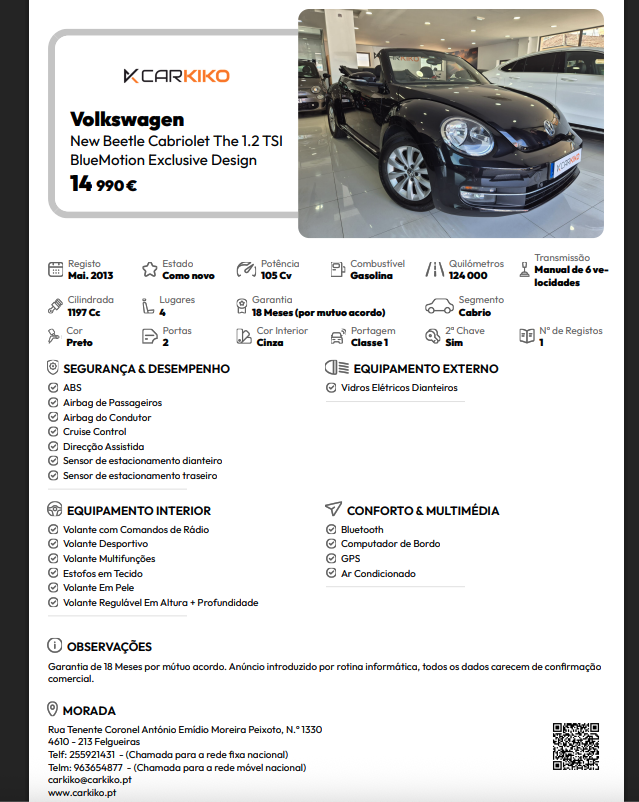 CARKIKO
Volkswagen
New Beetle Cabriolet The 1.2 TSI
BlueMotion Exclusive Design
14 990 €
CARKIKO
CARKIKO
Registo
Mai. 2013
Estado
Como novo
Potência
105 Cv
Combustível
Gasolina
Quilómetros
124 000
Transmissão
Manual de 6 ve-
locidades
Cilindrada
1197 Cc
Lugares
4
Garantia
18 Meses (por mutuo acordo)
Segmento
Cabrio
Cor
Preto
Portas
2
Cor Interior
Cinza
Portagem
Classe 1
2ª Chave
Sim
Nº de Registos
1
SEGURANÇA & DESEMPENHO
ABS
Airbag de Passageiros
Airbag do Condutor
Cruise Control
Direcção Assistida
Sensor de estacionamento dianteiro
Sensor de estacionamento traseiro
EQUIPAMENTO EXTERNO
Vidros Elétricos Dianteiros
EQUIPAMENTO INTERIOR
Volante com Comandos de Rádio
Volante Desportivo
Volante Multifunções
Estofos em Tecido
Volante Em Pele
Volante Regulável Em Altura + Profundidade
CONFORTO & MULTIMÉDIA
Bluetooth
Computador de Bordo
GPS
Ar Condicionado
OBSERVAÇÕES
Garantia de 18 Meses por mútuo acordo. Anúncio introduzido por rotina informática, todos os dados carecem de confirmação
comercial.
MORADA
Rua Tenente Coronel António Emídio Moreira Peixoto, N.º 1330
4610 - 213 Felgueiras
Telf: 255921431 - (Chamada para a rede fixa nacional)
Telm: 963654877 - (Chamada para a rede móvel nacional)
carkiko@carkiko.pt
www.carkiko.pt